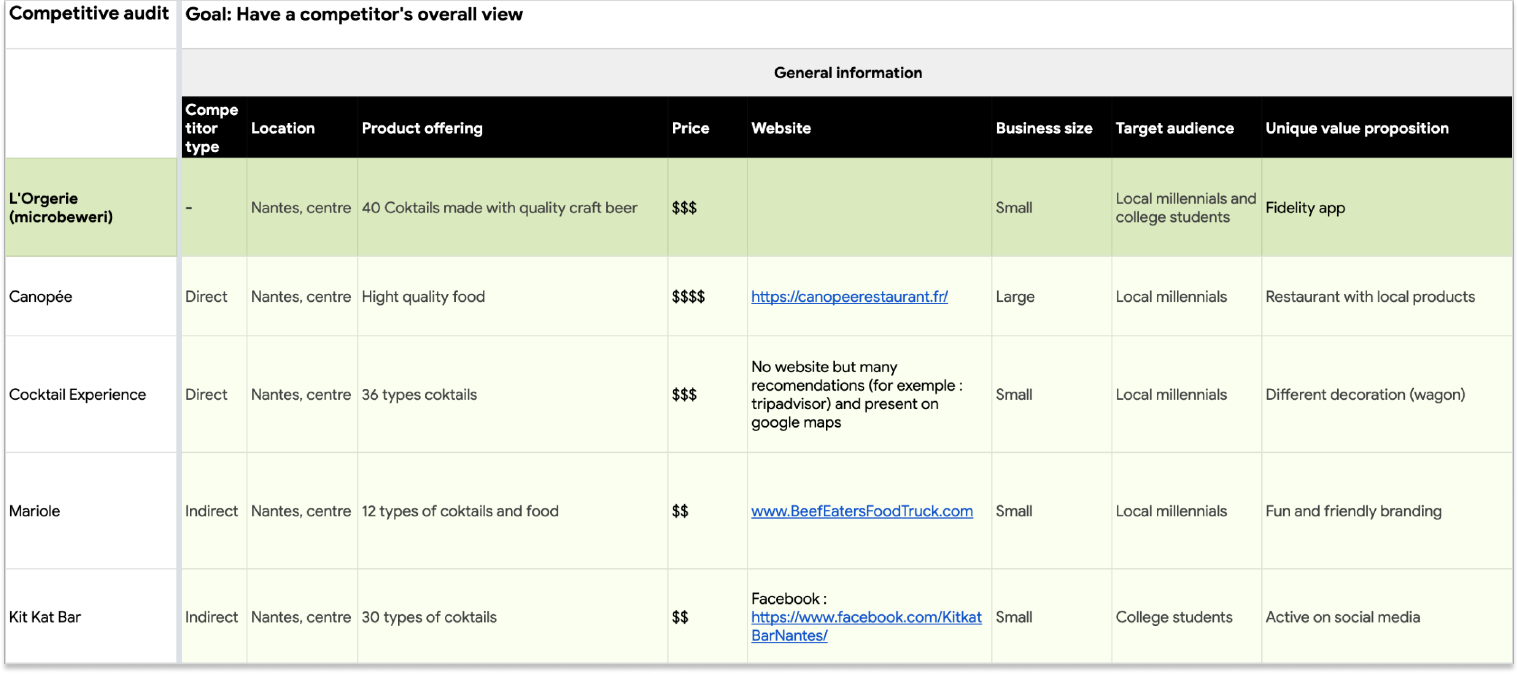 Competitive audit
Goal: Have a competitor's overall view
General information
Compe
titor
type
Location
Product offering
Price
Website
Business size
Target audience
Unique value proposition
L'Orgerie
(microbeweri)
-
Nantes, centre
40 Coktails made with quality craft beer
$$$
Small
Local millennials and
college students
Fidelity app
Canopée
Direct
Nantes, centre
Hight quality food
$$$$
https://canopeerestaurant.fr/
Large
Local millennials
Restaurant with local products
Cocktail Experience
Direct
Nantes, centre
36 types coktails
$$$
No website but many
recomendations (for exemple :
tripadvisor) and present on
google maps
Small
Local millennials
Different decoration (wagon)
Mariole
Indirect
Nantes, centre
12 types of coktails and food
$$
www.BeefEatersFoodTruck.com
Small
Local millennials
Fun and friendly branding
Kit Kat Bar
Indirect
Nantes, centre
30 types of coktails
$$
Facebook :
https://www.facebook.com/Kitkat
BarNantes/
Small
College students
Active on social media